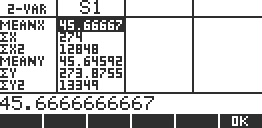 2-VAR S1
MEANX 45.66667
ΣX 274
ΣX2 12848
MEANY 45.64592
ΣY 273.8755
ΣY2 13349
45.6666666667
OK